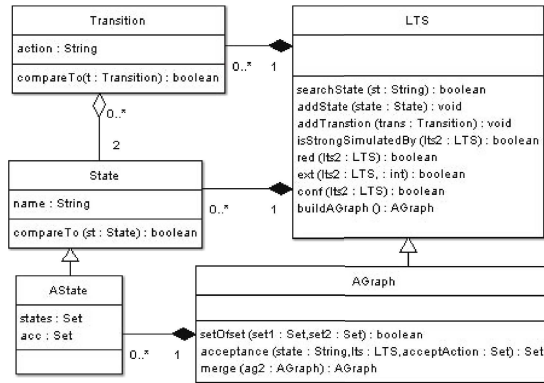 Transition
action : String
compareTo(t : Transition) : boolean
LTS
searchState (st : String) : boolean
addState (state : State) : void
addTranstion (trans : Transition) : void
isStrongSimulatedBy (lts2 : LTS) : boolean
red (lts2 : LTS) : boolean
ext (lts2 : LTS, : int) : boolean
conf (lts2 : LTS) : boolean
buildAGraph () : AGraph
0..*
1
0..*
2
State
name : String
compareTo (st : State) : boolean
0..*
1
AState
states : Set
acc : Set
0..*
1
AGraph
setOfset (set1 : Set,set2 : Set) : boolean
acceptance (state : String,lts : LTS,acceptAction : Set) : Set
merge (ag2 : AGraph) : AGraph